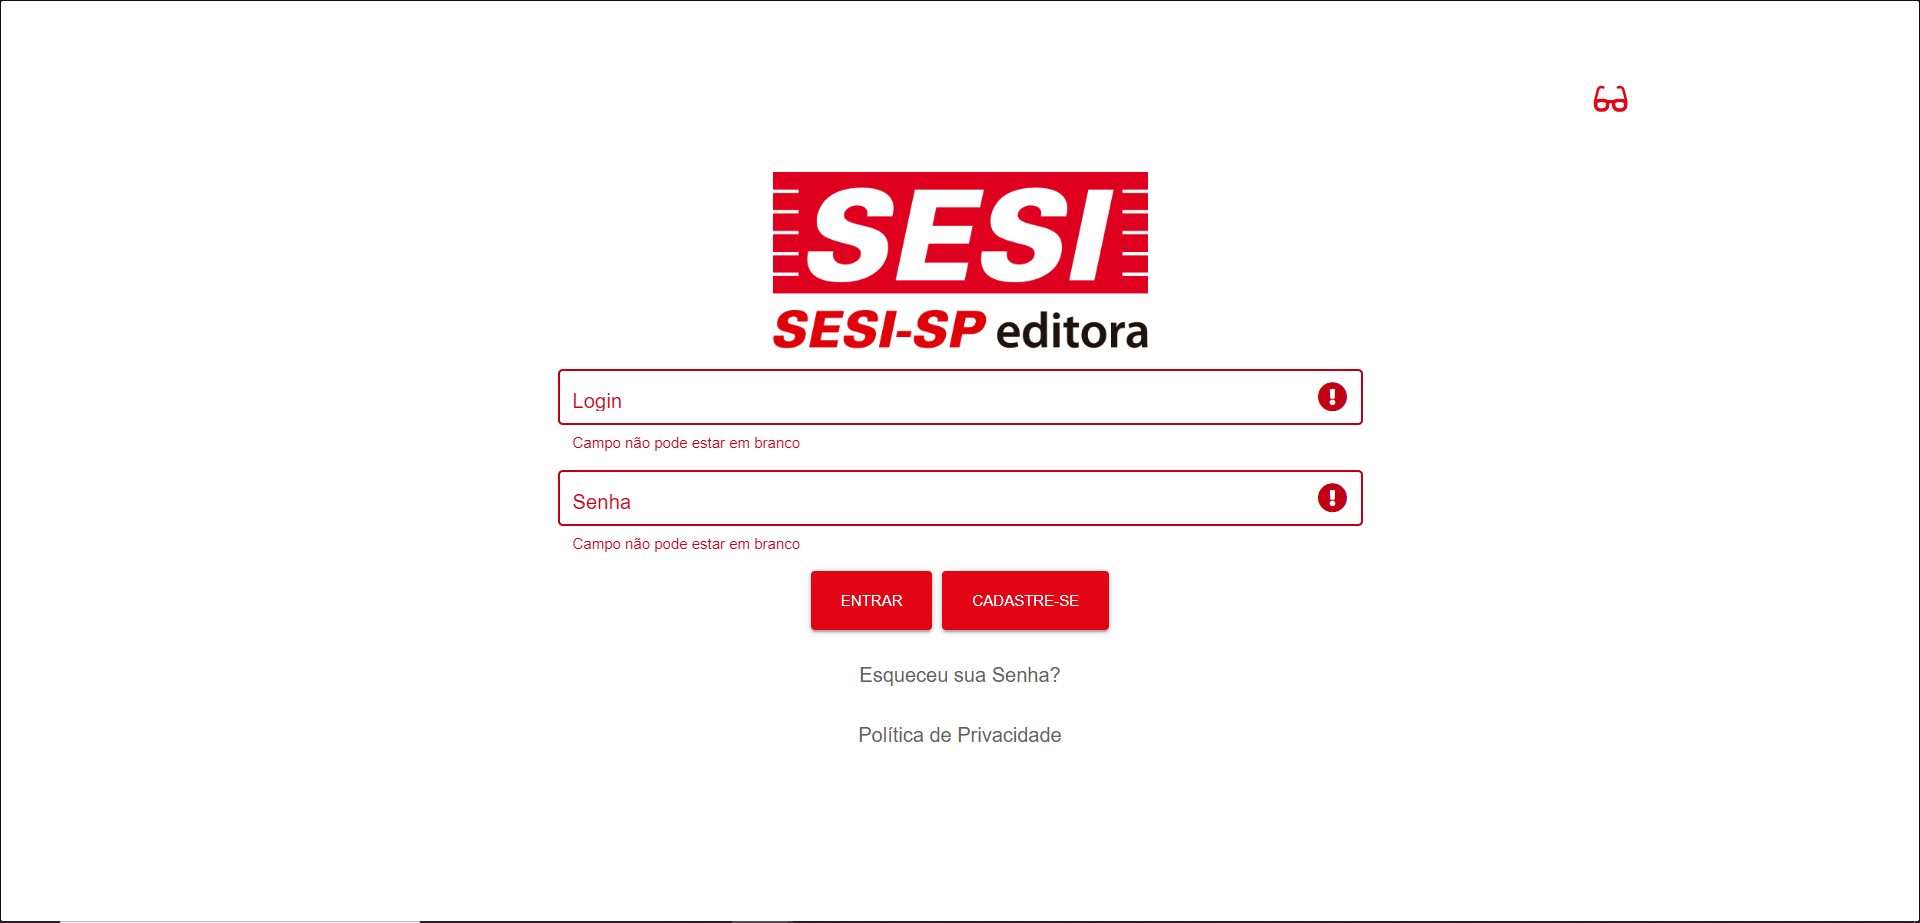 SESI
SESI-SP editora
Login
Campo não pode estar em branco
Senha
Campo não pode estar em branco
ENTRAR CADASTRE-SE
Esqueceu sua Senha?
Política de Privacidade